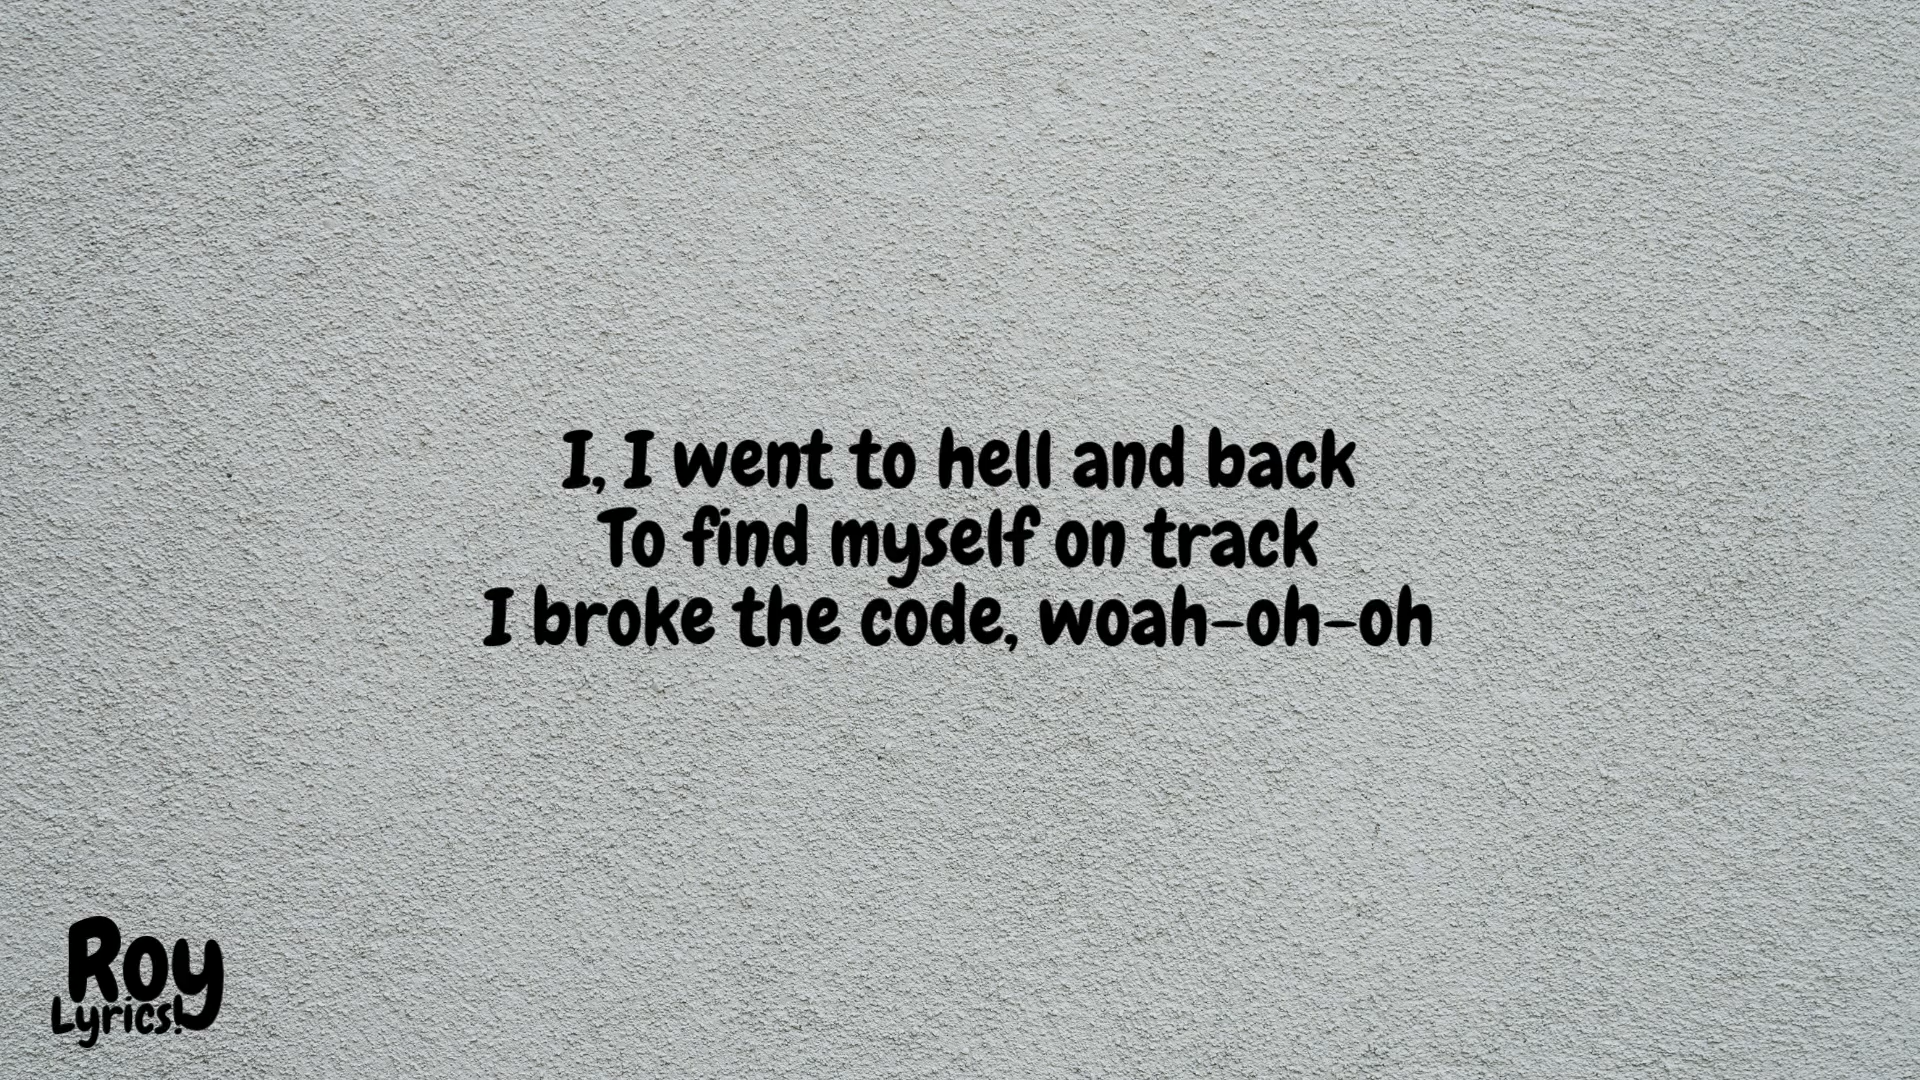 I, I went to hell and back
To find myself on track
I broke the code, woah-oh-oh
Roy
Lyrics!